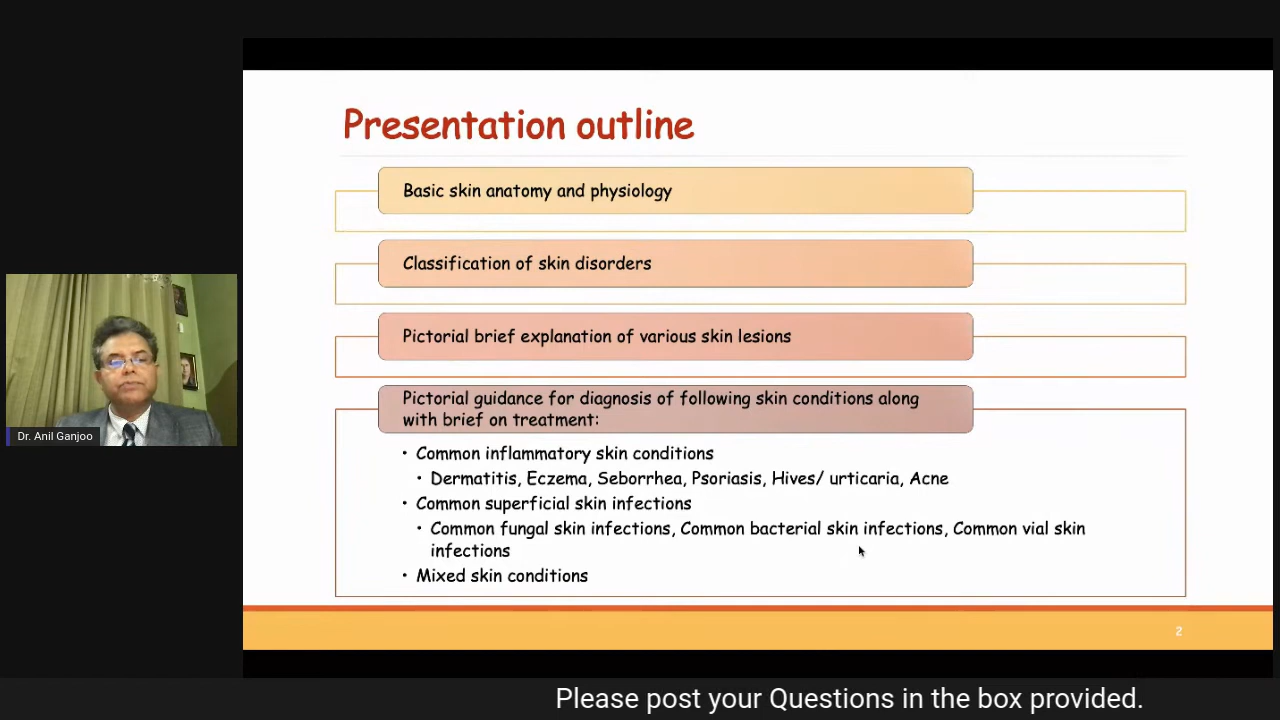 Presentation outline
Basic skin anatomy and physiology
Classification of skin disorders
Pictorial brief explanation of various skin lesions
Pictorial guidance for diagnosis of following skin conditions along
with brief on treatment:
• Common inflammatory skin conditions
• Dermatitis, Eczema, Seborrhea, Psoriasis, Hives/ urticaria, Acne
• Common superficial skin infections
• Common fungal skin infections, Common bacterial skin infections, Common vial skin
infections
• Mixed skin conditions
2
Dr. Anil Ganjoo
Please post your Questions in the box provided.